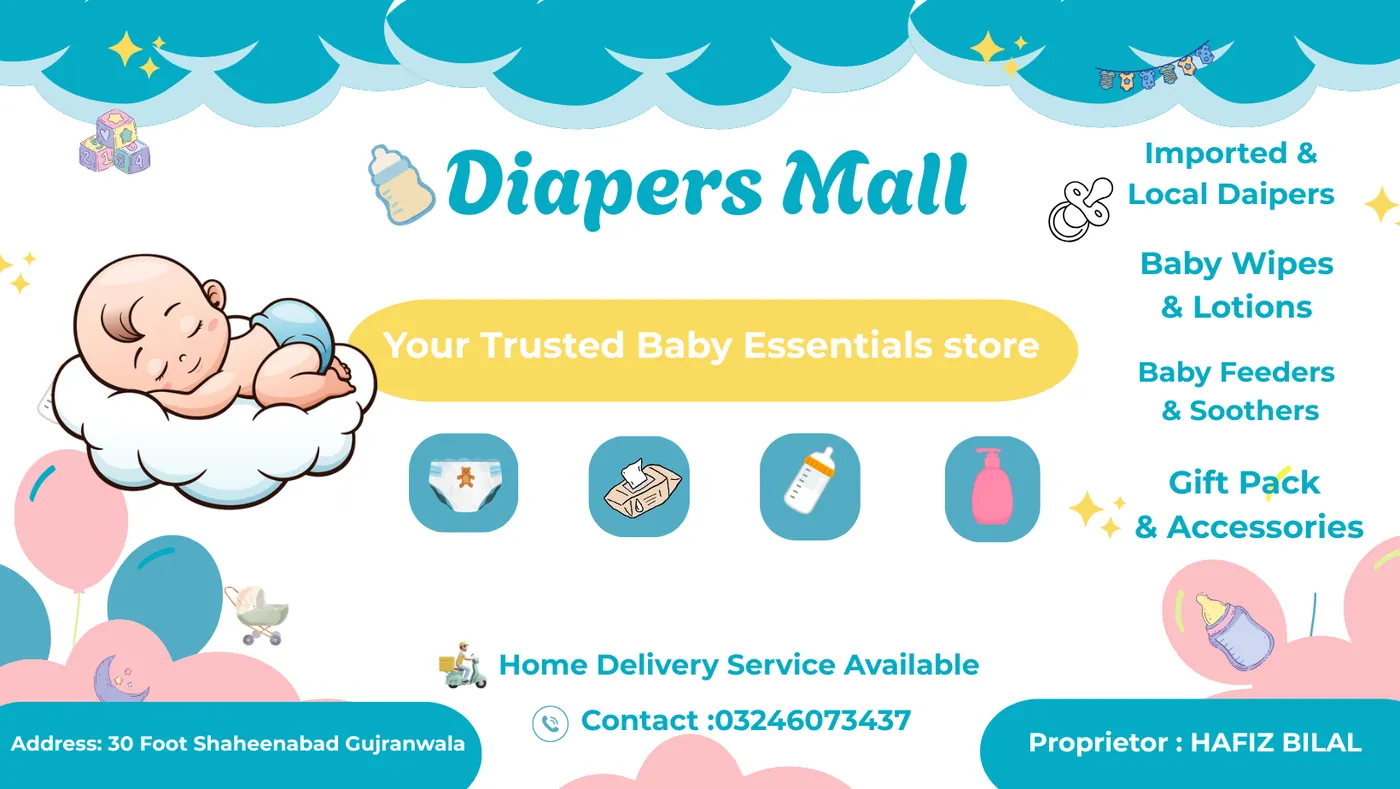 Diapers Mall
Imported &
Local Daipers
Baby Wipes
& Lotions
Your Trusted Baby Essentials store
Baby Feeders
& Soothers
Gift Pack
& Accessories
Home Delivery Service Available
Contact :03246073437
Address: 30 Foot Shaheenabad Gujranwala
Proprietor : HAFIZ BILAL